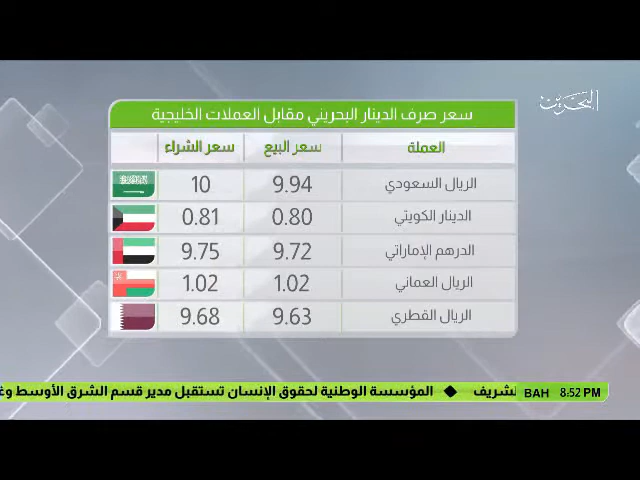 البحرين
سعر صرف الدينار البحريني مقابل العملات الخليجية
العملة سعر البيع سعر الشراء
الريال السعودي 9.94 10
الدينار الكويتي 0.80 0.81
الدرهم الإماراتي 9.72 9.75
الريال العماني 1.02 1.02
الريال القطري 9.63 9.68
لشريف ◆ المؤسسة الوطنية لحقوق الإنسان تستقبل مدير قسم الشرق الأوسط وغ
BAH 8:52 PM